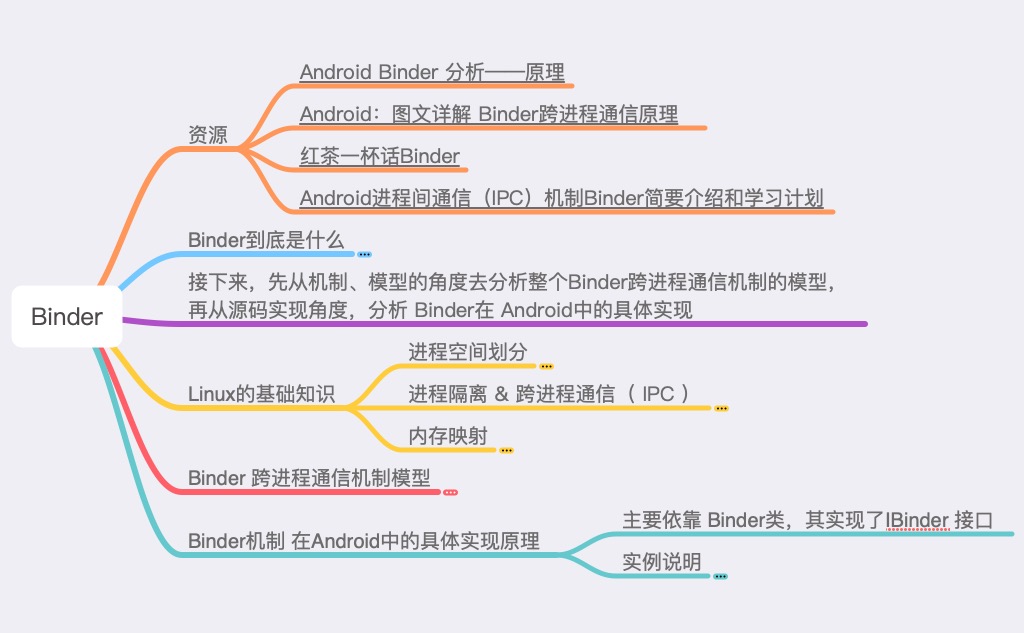 Android Binder 分析——原理
Android：图文详解 Binder跨进程通信原理
资源
红茶一杯话Binder
Android进程间通信（IPC）机制Binder简要介绍和学习计划
Binder到底是什么
接下来，先从机制、模型的角度去分析整个Binder跨进程通信机制的模型，
再从源码实现角度，分析 Binder在 Android中的具体实现
Binder
进程空间划分
Linux的基础知识
进程隔离 & 跨进程通信（ IPC ）
内存映射
Binder 跨进程通信机制模型
主要依靠 Binder类，其实现了IBinder 接口
Binder机制 在Android中的具体实现原理
实例说明